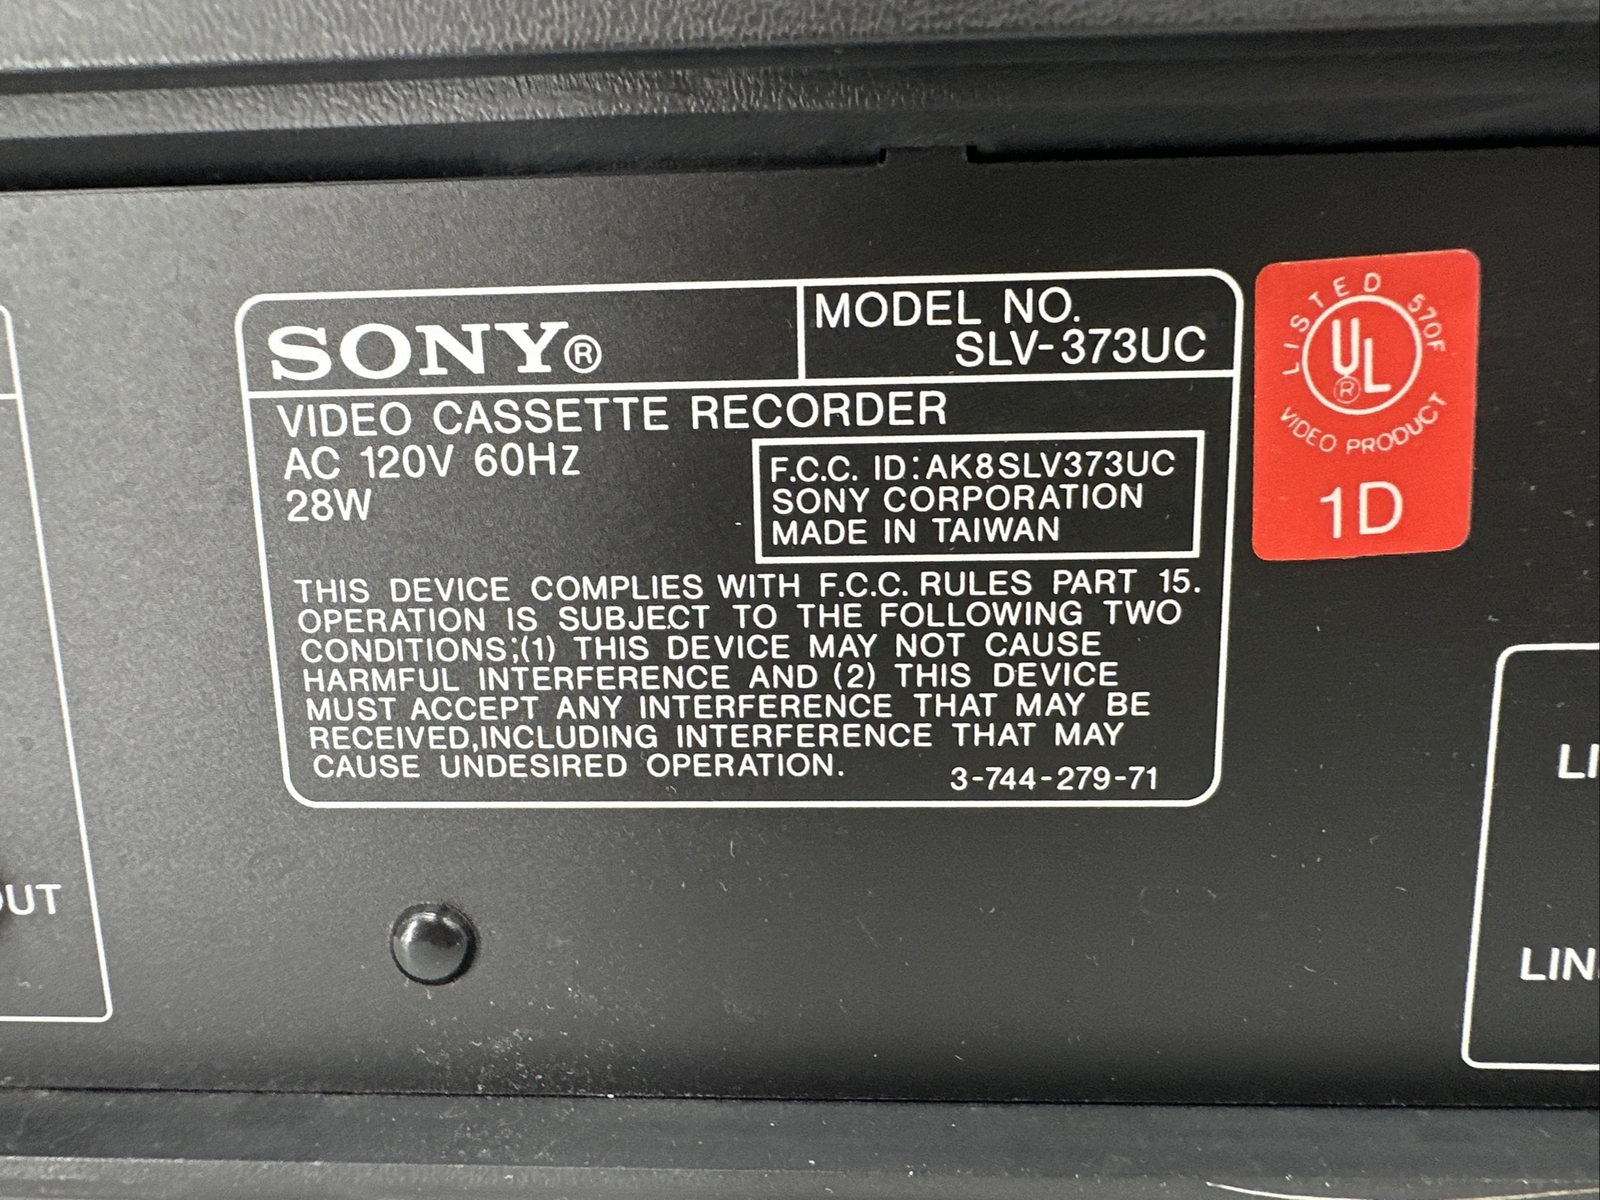 SONY®
MODEL NO.
SLV-373UC
VIDEO CASSETTE RECORDER
AC 120V 60HZ
28W
F.C.C. ID:AK8SLV373UC
SONY CORPORATION
MADE IN TAIWAN
THIS DEVICE COMPLIES WITH F.C.C. RULES PART 15.
OPERATION IS SUBJECT TO THE FOLLOWING TWO
CONDITIONS;(1) THIS DEVICE MAY NOT CAUSE
HARMFUL INTERFERENCE AND (2) THIS DEVICE
MUST ACCEPT ANY INTERFERENCE THAT MAY BE
RECEIVED,INCLUDING INTERFERENCE THAT MAY
CAUSE UNDESIRED OPERATION.
3-744-279-71
LISTED 570F
UL®
VIDEO PRODUCT
1D